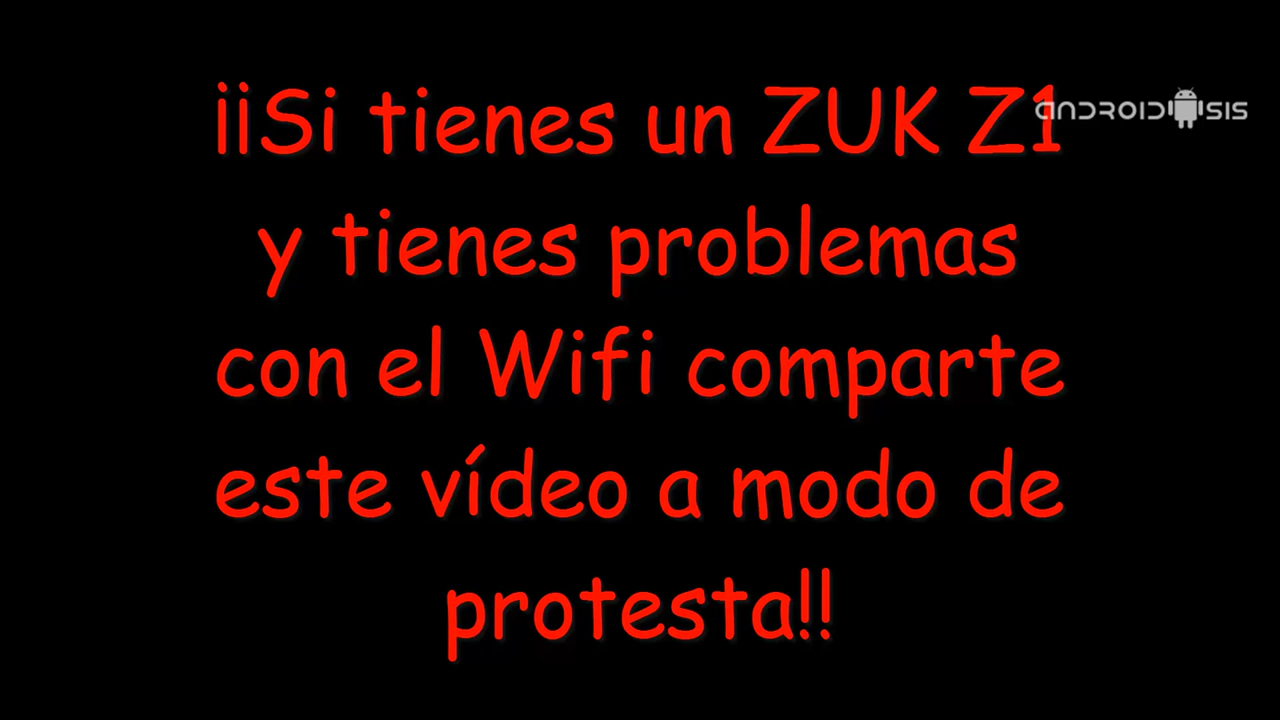 ¡¡Si tienes un ZUK Z1
ANDROIDSIS
y tienes problemas
con el Wifi comparte
este vídeo a modo de
protesta!!